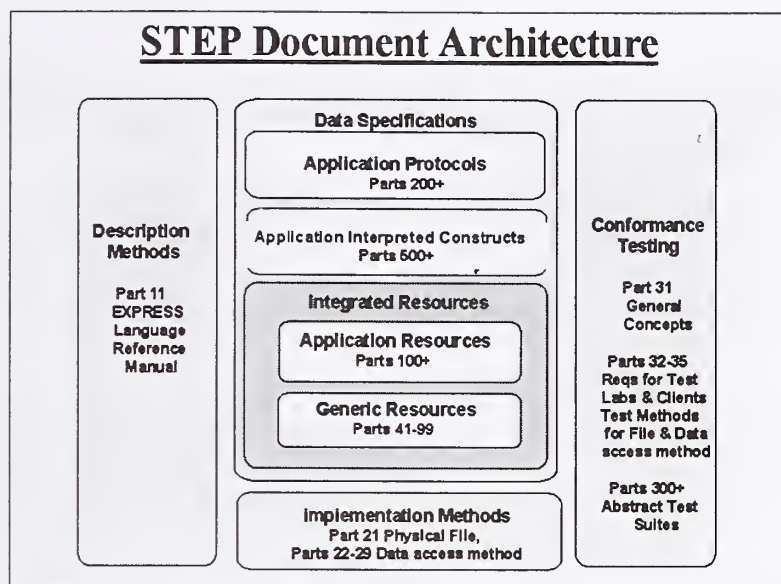 STEP Document Architecture
Description
Methods
Part 11
EXPRESS
Language
Reference
Manual
Data Specifications
Application Protocols
Parts 200+
Application Interpreted Constructs
Parts 500+
Integrated Resources
Application Resources
Parts 100+
Generic Resources
Parts 41-99
Implementation Methods
Part 21 Physical File,
Parts 22-29 Data access method
Conformance
Testing
Part 31
General
Concepts
Parts 32-35
Reqs for Test
Labs & Clients
Test Methods
for File & Data
access method
Parts 300+
Abstract Test
Suites